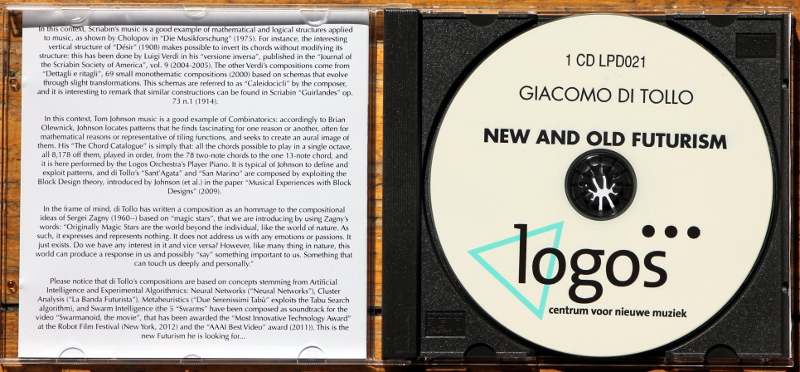 In this context, Scriabin's music is a good example of mathematical and logical structures applied
to music, as shown by Cholopov in "Die Musikforschung" (1975). For instance, the interesting
vertical structure of "Désir" (1908) makes possible to invert its chords without modifying its
structure: this has been done by Luigi Verdi in his "versione inversa", published in the "Journal of
the Scriabin Society of America", vol. 9 (2004-2005). The other Verdi's compositions come from
"Dettagli e ritagli", 69 small monothematic compositions (2000) based on schemas that evolve
through slight transformations. This schemas are referred to as "Caleidocicli" by the composer,
and it is interesting to remark that similar constructions can be found in Scriabin "Guirlandes" op.
73 n.1 (1914).
In this context, Tom Johnson music is a good example of Combinatorics: accordingly to Brian
Olewnick, Johnson locates patterns that he finds fascinating for one reason or another, often for
mathematical reasons or representative of tiling functions, and seeks to create an aural image of
them. His "The Chord Catalogue" is simply that: all the chords possible to play in a single octave,
all 8,178 off them, played in order, from the 78 two-note chords to the one 13-note chord, and
it is here performed by the Logos Orchestra's Player Piano. It is typical of Johnson to define and
exploit patterns, and di Tollo's "Sant'Agata" and "San Marino" are composed by exploiting the
Block Design theory, introduced by Johnson (et al.) in the paper "Musical Experiences with Block
Designs" (2009).
In the frame of mind, di Tollo has written a composition as an hommage to the compositional
ideas of Sergei Zagny (1960--) based on "magic stars", that we are introducing by using Zagny's
words: "Originally Magic Stars are the world beyond the individual, like the world of nature. As
such, it expresses and represents nothing. It does not address us with any emotions or passions. It
just exists. Do we have any interest in it and vice versa? However, like many thing in nature, this
world can produce a response in us and possibly "say" something important to us. Something that
can touch us deeply and personally."
Please notice that di Tollo's compositions are based on concepts stemming from Artificial
Intelligence and Experimental Algorithms: Neural Networks ("Neural Networks"), Cluster
Analysis ("La Banda Futurista"), Metaheuristics ("Due Serenissimi Tabù" exploits the Tabu Search
algorithm), and Swarm Intelligence (the 5 "Swarms" have been composed as soundtrack for the
video "Swarmanoid, the movie", that has been awarded the "Most Innovative Technology Award"
at the Robot Film Festival (New York, 2012) and the "AAAI Best Video" award (2011)). This is the
new Futurism he is looking for...
1 CD LPD021
GIACOMO DI TOLLO
NEW AND OLD FUTURISM
logos
centrum voor nieuwe muziek